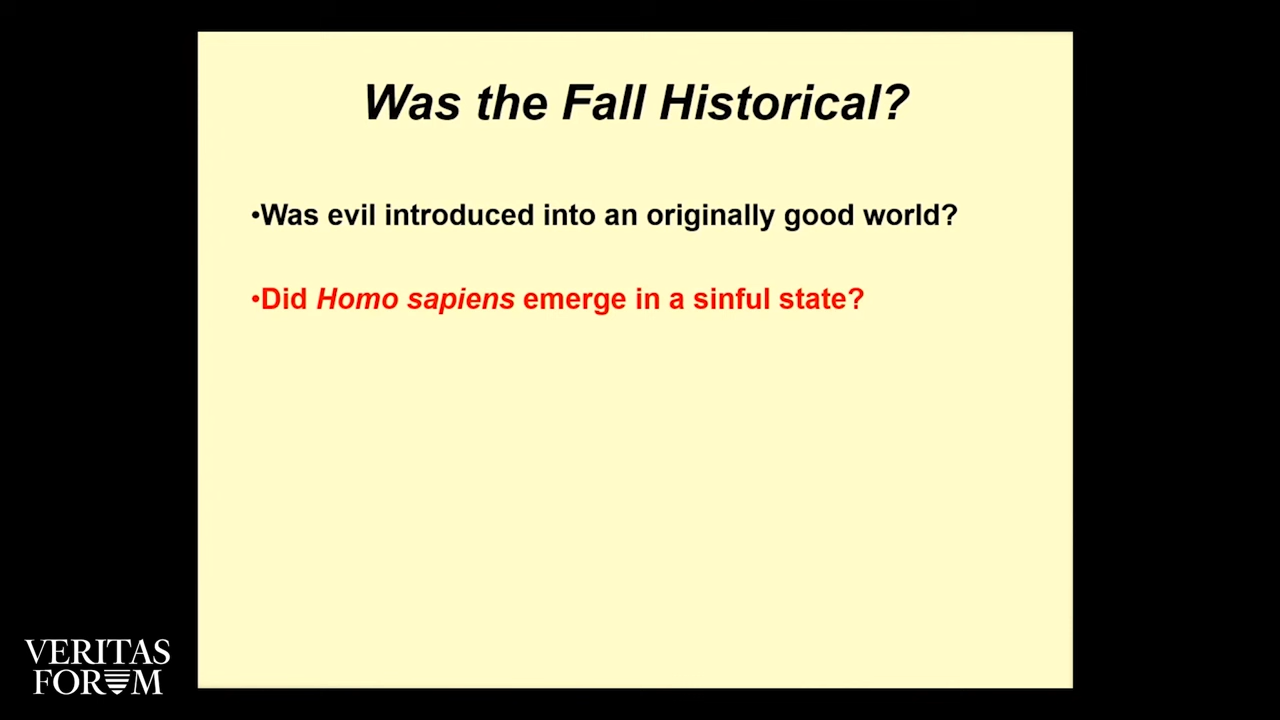 Was the Fall Historical?
•Was evil introduced into an originally good world?
•Did Homo sapiens emerge in a sinful state?
VERITAS
FORUM